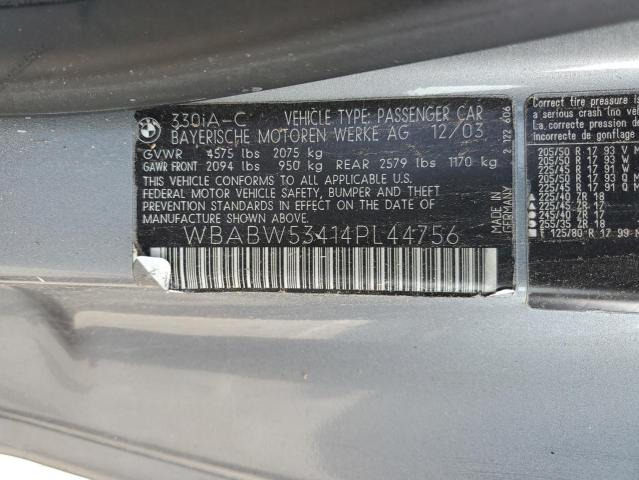 330iA-C VEHICLE TYPE: PASSENGER CAR
BAYERISCHE MOTOREN WERKE AG 12/03
GVWR 4575 lbs 2075 kg
GAWR FRONT 2094 lbs 950 kg REAR 2579 lbs 1170 kg
THIS VEHICLE CONFORMS TO ALL APPLICABLE
FEDERAL MOTOR VEHICLE SAFETY, BUMPER AND THEFT
PREVENTION STANDARDS IN EFFECT ON THE DATE OF
MANUFACTURE SHOWN ABOVE.
WBABW53414PL44756
2 122 606
Correct tire pressure i
a serious crash
La conduite avec
incorrecte de gonflage
205/50 R 17 93 V M
205/50 R 17 93 W
225/45 R 17 91 W
205/50 R 17 93 Q M
225/45 R 17 91 Q
225/40 ZR 18
225/45 ZR 17
245/40 ZR 17
255/35 ZR 18
T 125/80 R 17 99 M